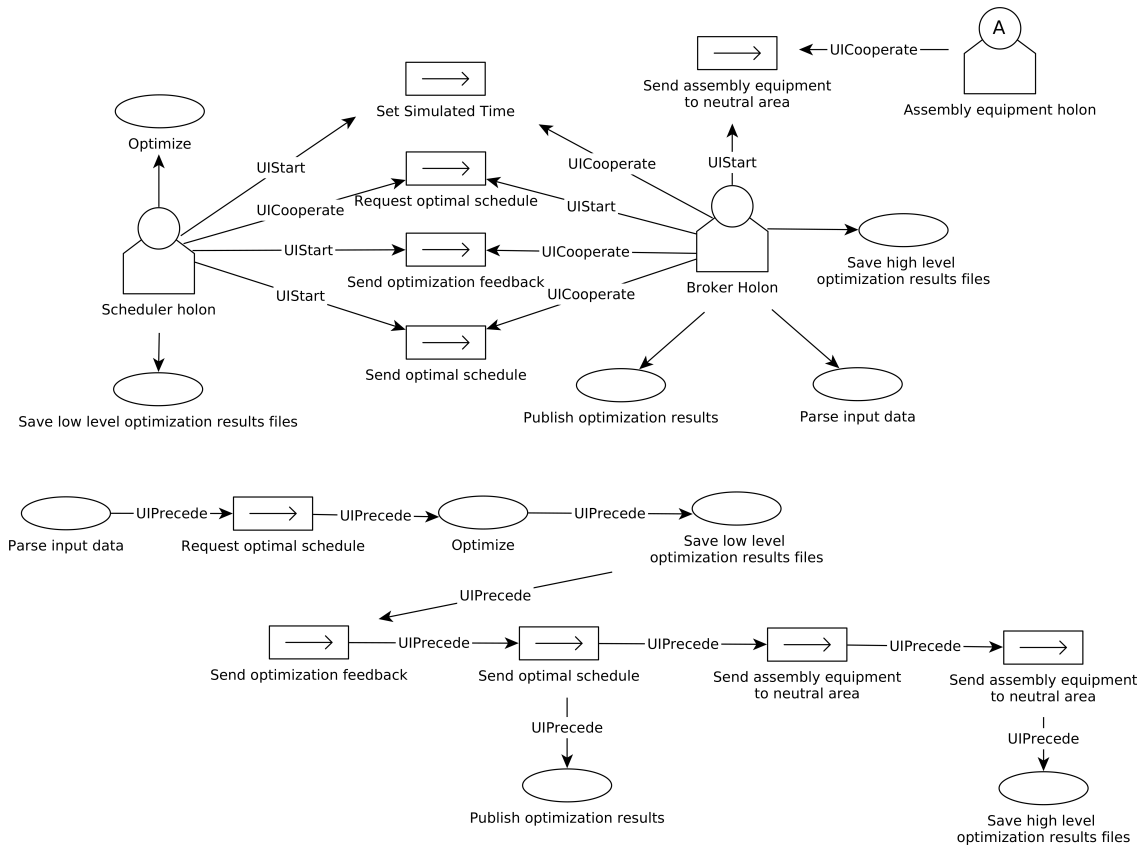 A
UICooperate
Send assembly equipment
to neutral area
Assembly equipment holon
Set Simulated Time
Optimize
UIStart
UICooperate
UIStart
UICooperate
Request optimal schedule
UIStart
UIStart
UICooperate
Send optimization feedback
Save high level
optimization results files
Broker Holon
UIStart
UICooperate
Scheduler holon
Send optimal schedule
Save low level optimization results files
Publish optimization results
Parse input data
UIPrecede
UIPrecede
UIPrecede
Parse input data
Request optimal schedule
Optimize
Save low level
optimization results files
UIPrecede
UIPrecede
UIPrecede
UIPrecede
Send optimization feedback
Send optimal schedule
Send assembly equipment
to neutral area
Send assembly equipment
to neutral area
UIPrecede
UIPrecede
Publish optimization results
Save high level
optimization results files